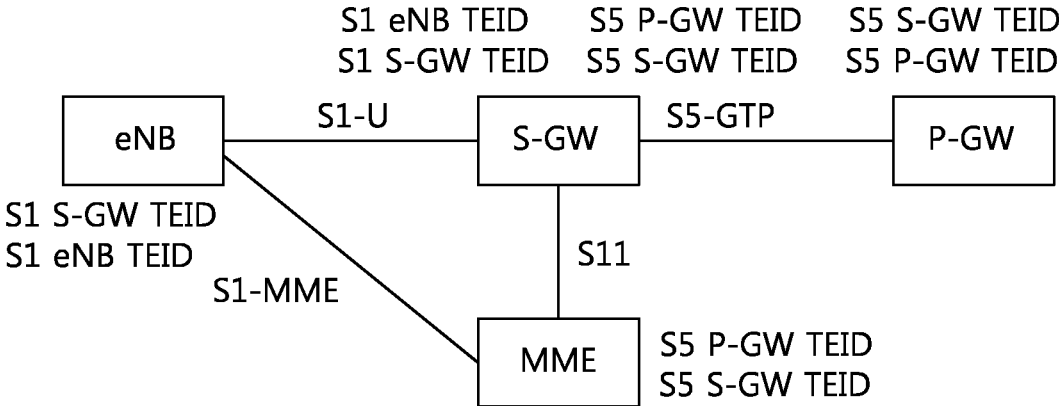 S1 eNB TEID
S5 P-GW TEID
S5 S-GW TEID
S1 S-GW TEID
S5 S-GW TEID
S5 P-GW TEID
eNB
S1-U
S-GW
S5-GTP
P-GW
S1 S-GW TEID
S1 eNB TEID
S11
S1-MME
MME
S5 P-GW TEID
S5 S-GW TEID